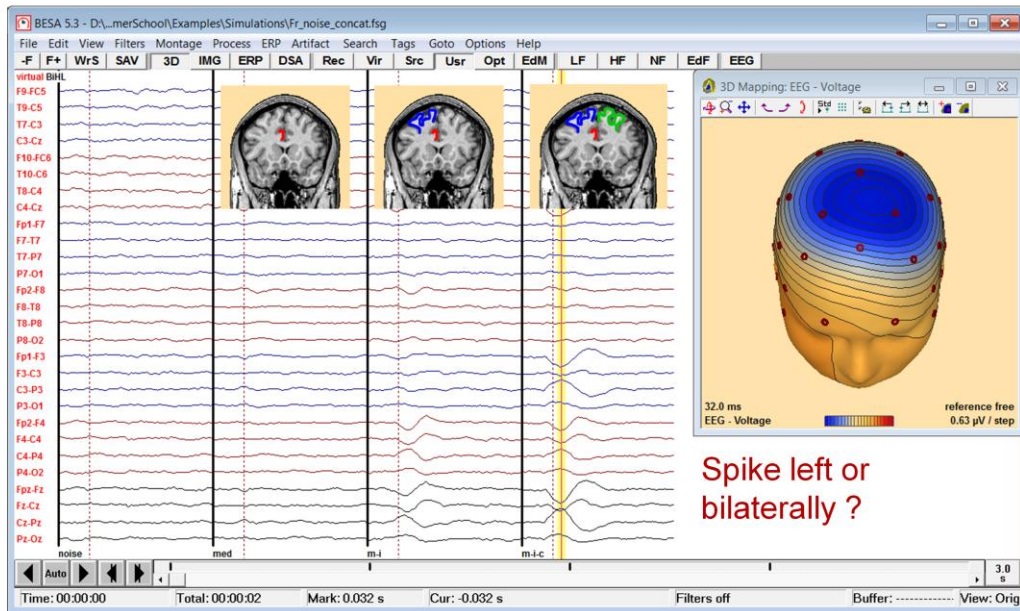 BESA 5.3 - D:\...merSchool\Examples\Simulations\Fr_noise_concat.fsg
File Edit View Filters Montage Process ERP Artifact Search Tags Goto Options Help
-F F+ WrS SAV 3D IMG ERP DSA Rec Vir Src Usr Opt EdM LF HF NF EdF EEG
virtual BiHL
F9-FC5
T9-C5
T7-C3
C3-Cz
F10-FC6
T10-C6
T8-C4
C4-Cz
Fp1-F7
F7-T7
T7-P7
P7-O1
Fp2-F8
F8-T8
T8-P8
P8-O2
Fp1-F3
F3-C3
C3-P3
P3-O1
Fp2-F4
F4-C4
C4-P4
P4-O2
Fpz-Fz
Fz-Cz
Cz-Pz
Pz-Oz
noise med m-i m-i-c
3D Mapping: EEG - Voltage
Std
32.0 ms reference free
EEG - Voltage 0.63 µV / step
Spike left or
bilaterally ?
Auto 3.0
s
Time: 00:00:00 Total: 00:00:02 Mark: 0.032 s Cur: -0.032 s Filters off Buffer: ------------ View: Orig